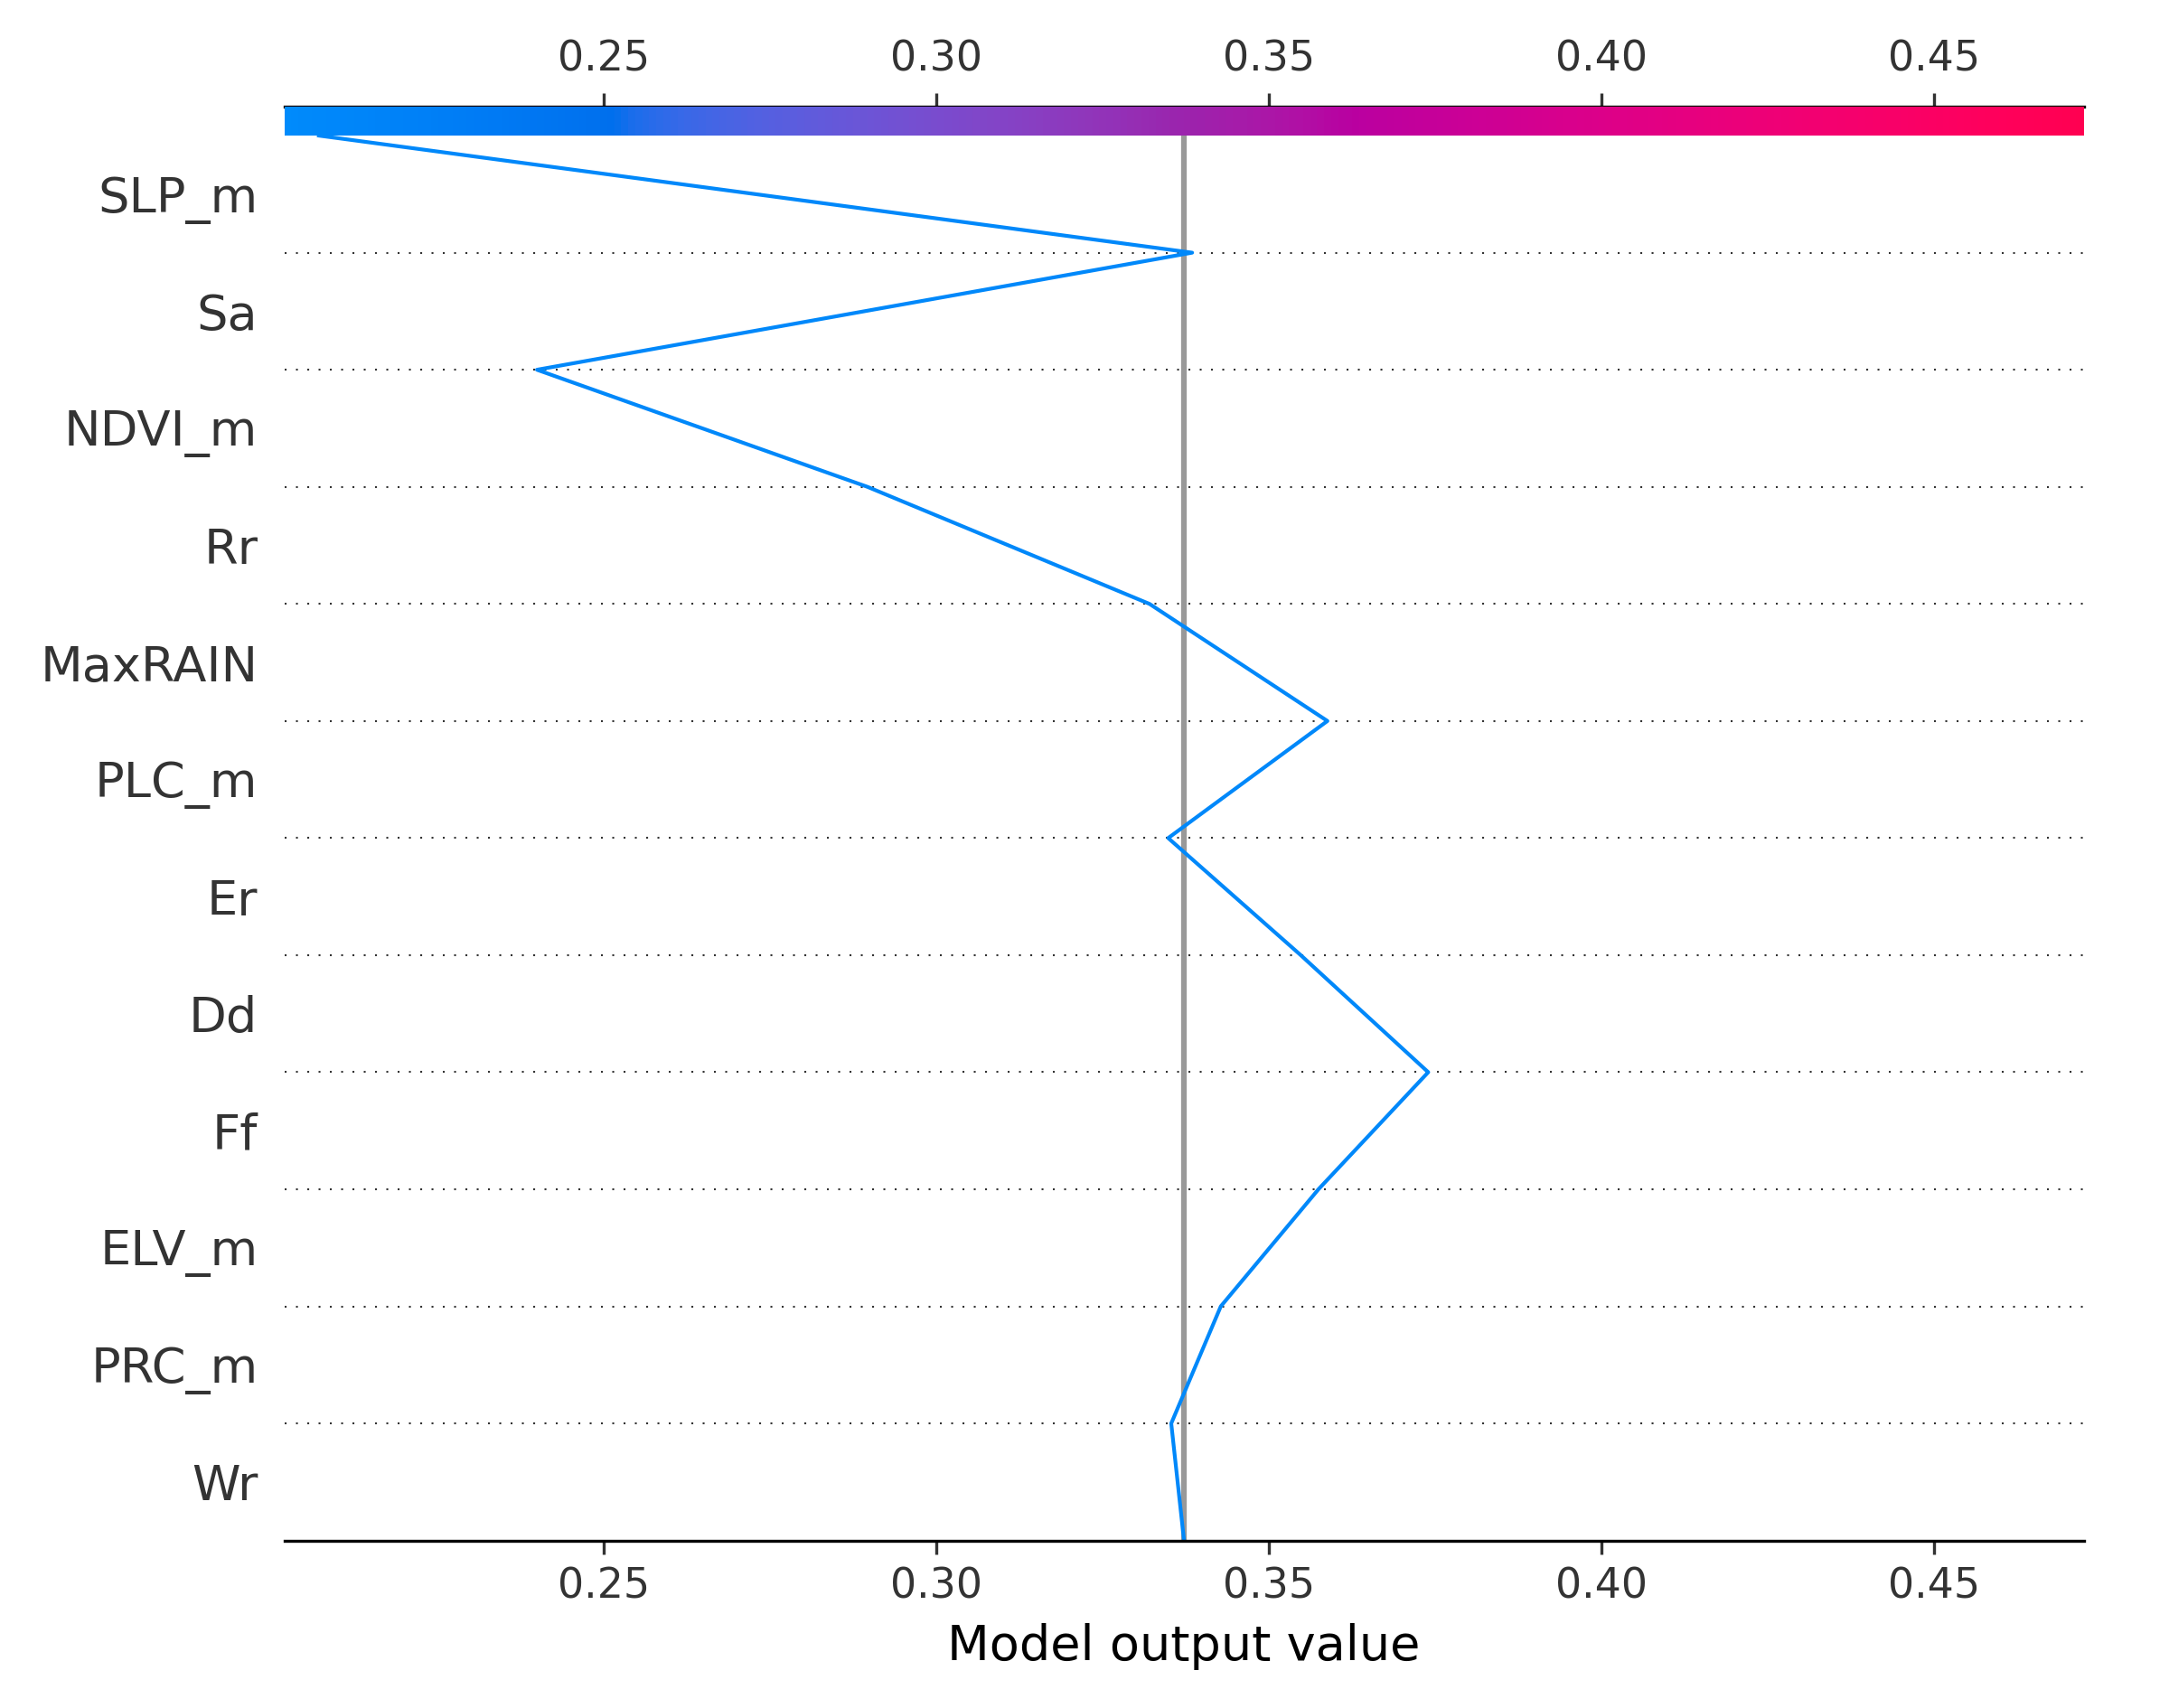 0.25 0.30 0.35 0.40 0.45
SLP_m
Sa
NDVI_m
Rr
MaxRAIN
PLC_m
Er
Dd
Ff
ELV_m
PRC_m
Wr
0.25 0.30 0.35 0.40 0.45
Model output value